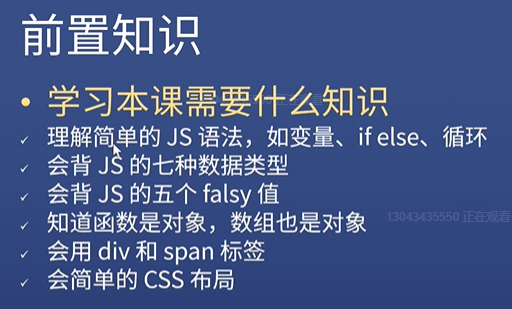 前置知识
• 学习本课需要什么知识
✓ 理解简单的 JS 语法，如变量、if else、循环
✓ 会背 JS 的七种数据类型
✓ 会背 JS 的五个 falsy 值
✓ 知道函数是对象，数组也是对象
13043435550 正在观看
✓ 会用 div 和 span 标签
✓ 会简单的 CSS 布局